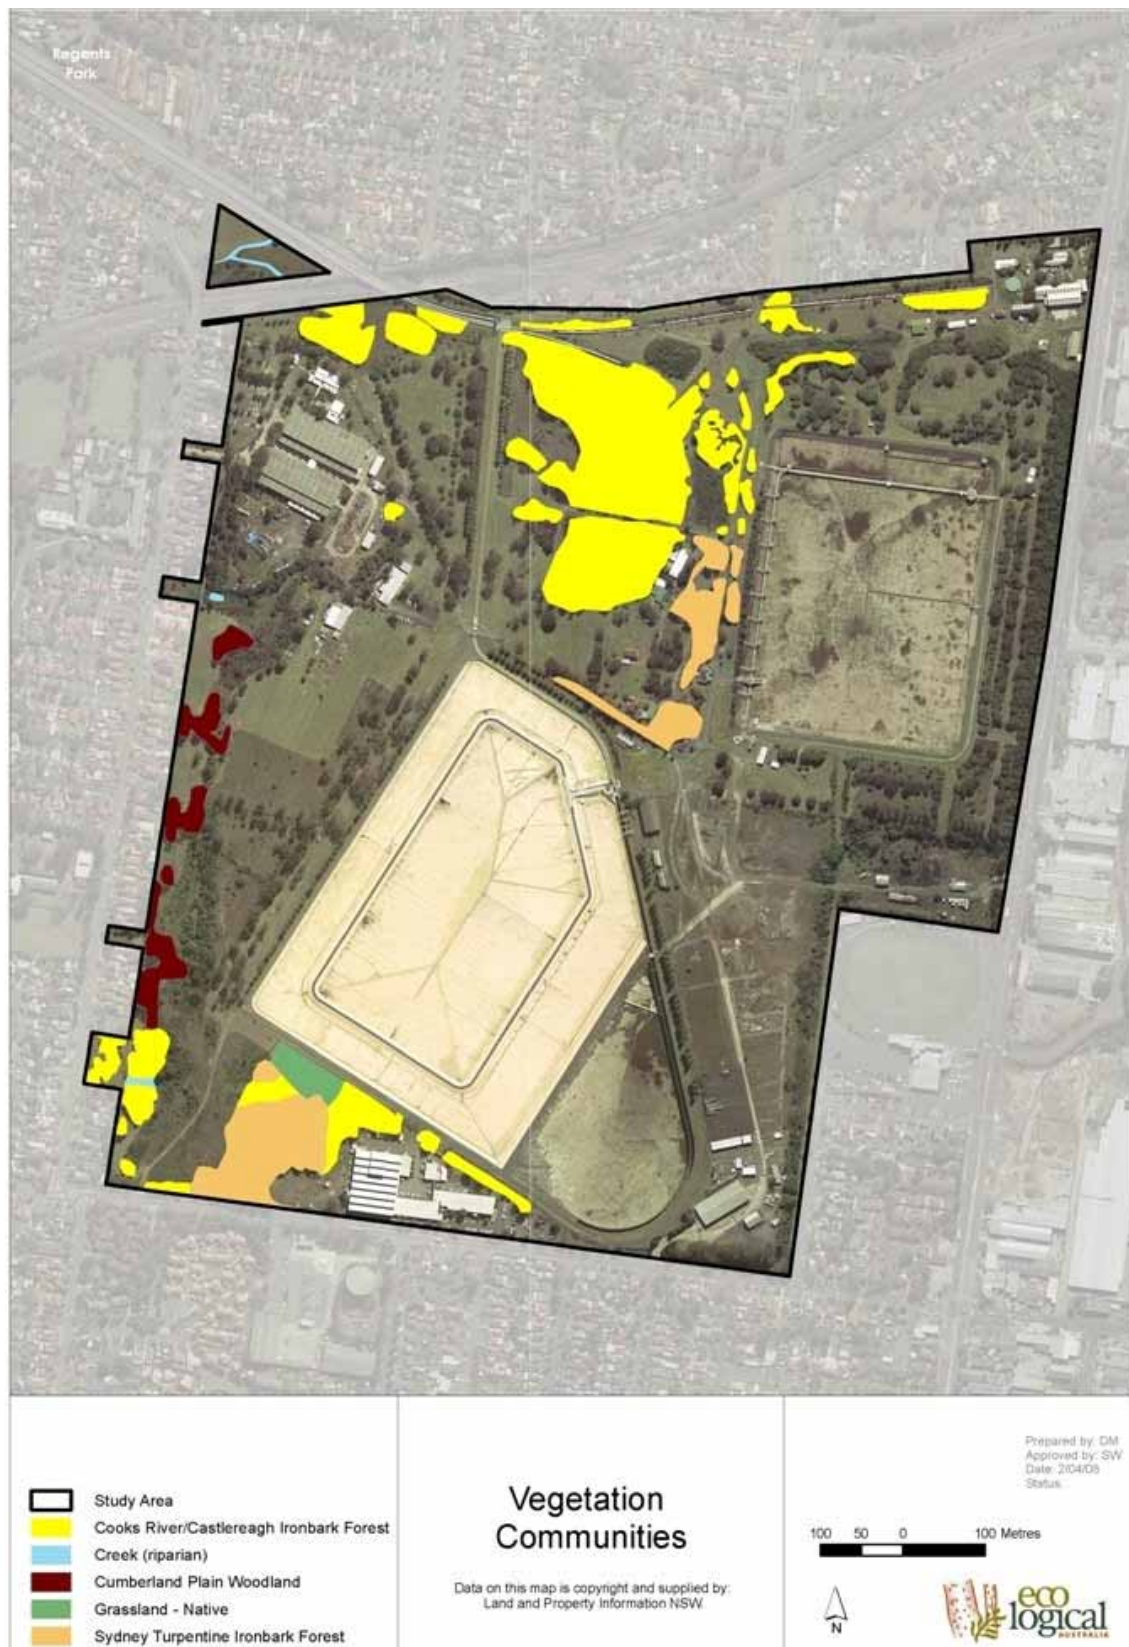 Regents
Park
Study Area
Cooks River/Castlereagh Ironbark Forest
Creek (riparian)
Cumberland Plain Woodland
Grassland - Native
Sydney Turpentine Ironbark Forest
Vegetation
Communities
Data on this map is copyright and supplied by:
Land and Property Information NSW.
Prepared by: DM
Approved by: SW
Date: 2/04/08
Status:
100 50 0 100 Metres
N
eco
logical
AUSTRALIA